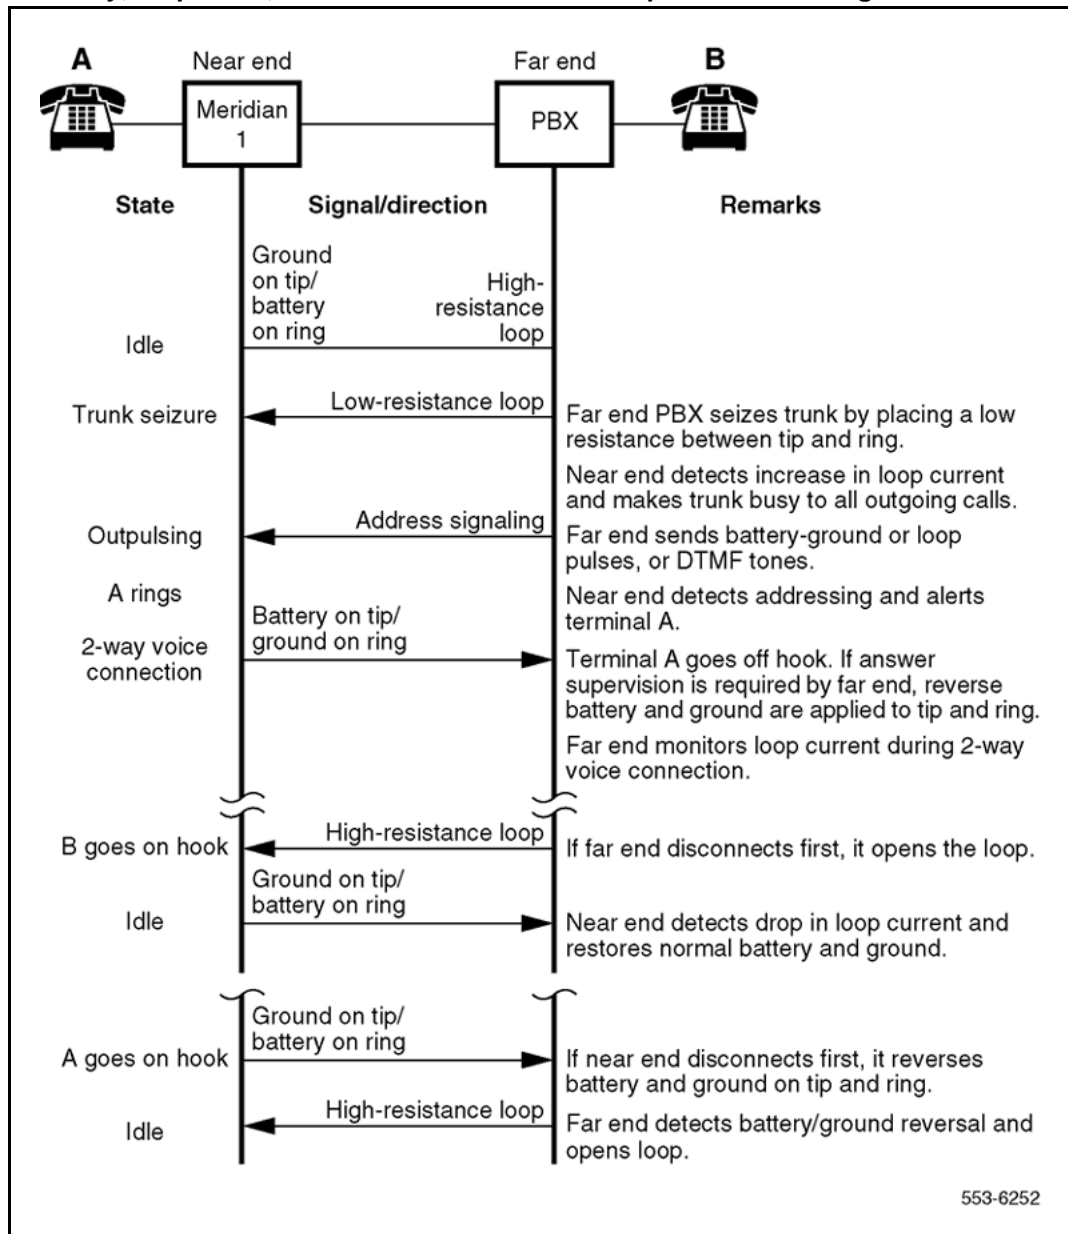 A
Near end
Far end
B
Meridian
1
PBX
State
Signal/direction
Remarks
Ground
on tip/
battery
on ring
High-
resistance
loop
Idle
Trunk seizure
Low-resistance loop
Far end PBX seizes trunk by placing a low
resistance between tip and ring.
Near end detects increase in loop current
and makes trunk busy to all outgoing calls.
Outpulsing
Address signaling
Far end sends battery-ground or loop
pulses, or DTMF tones.
A rings
Near end detects addressing and alerts
terminal A.
Battery on tip/
ground on ring
2-way voice
connection
Terminal A goes off hook. If answer
supervision is required by far end, reverse
battery and ground are applied to tip and ring.
Far end monitors loop current during 2-way
voice connection.
B goes on hook
High-resistance loop
If far end disconnects first, it opens the loop.
Ground on tip/
battery on ring
Idle
Near end detects drop in loop current and
restores normal battery and ground.
Ground on tip/
battery on ring
A goes on hook
If near end disconnects first, it reverses
battery and ground on tip and ring.
High-resistance loop
Idle
Far end detects battery/ground reversal and
opens loop.
553-6252